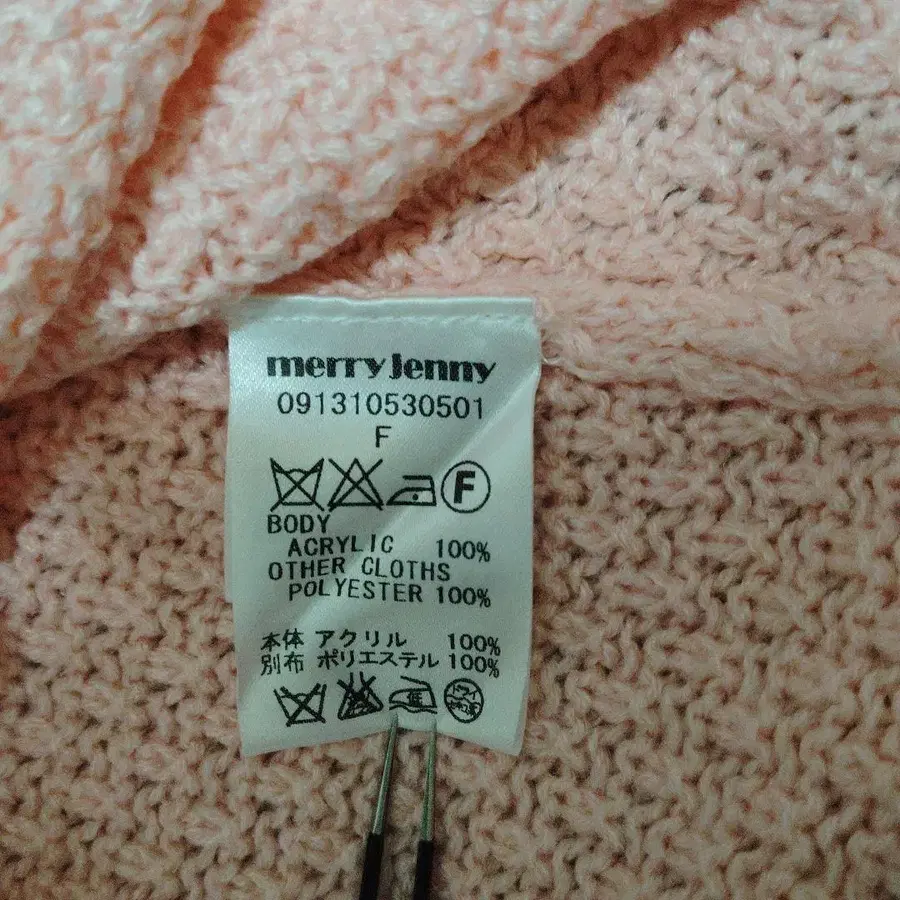 merry jenny
091310530501
F
F
BODY
ACRYLIC 100%
OTHER CLOTHS
POLYESTER 100%
本体 アクリル 100%
別布 ポリエステル 100%
低